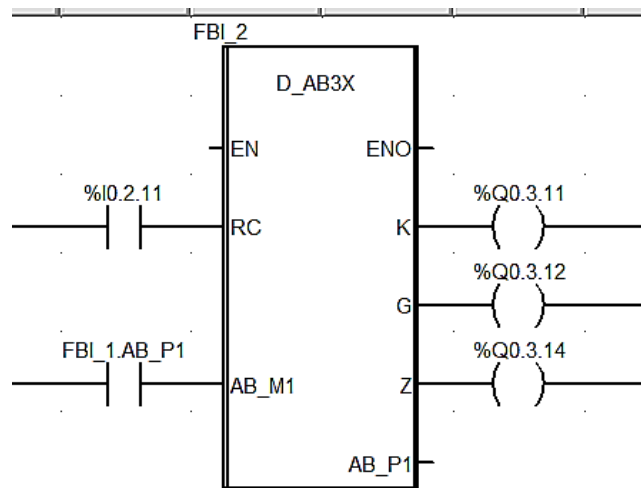 FBI_2
D_AB3X
EN ENO
%I0.2.11 %Q0.3.11
RC K
%Q0.3.12
G
FBI_1.AB_P1 %Q0.3.14
AB_M1 Z
AB_P1